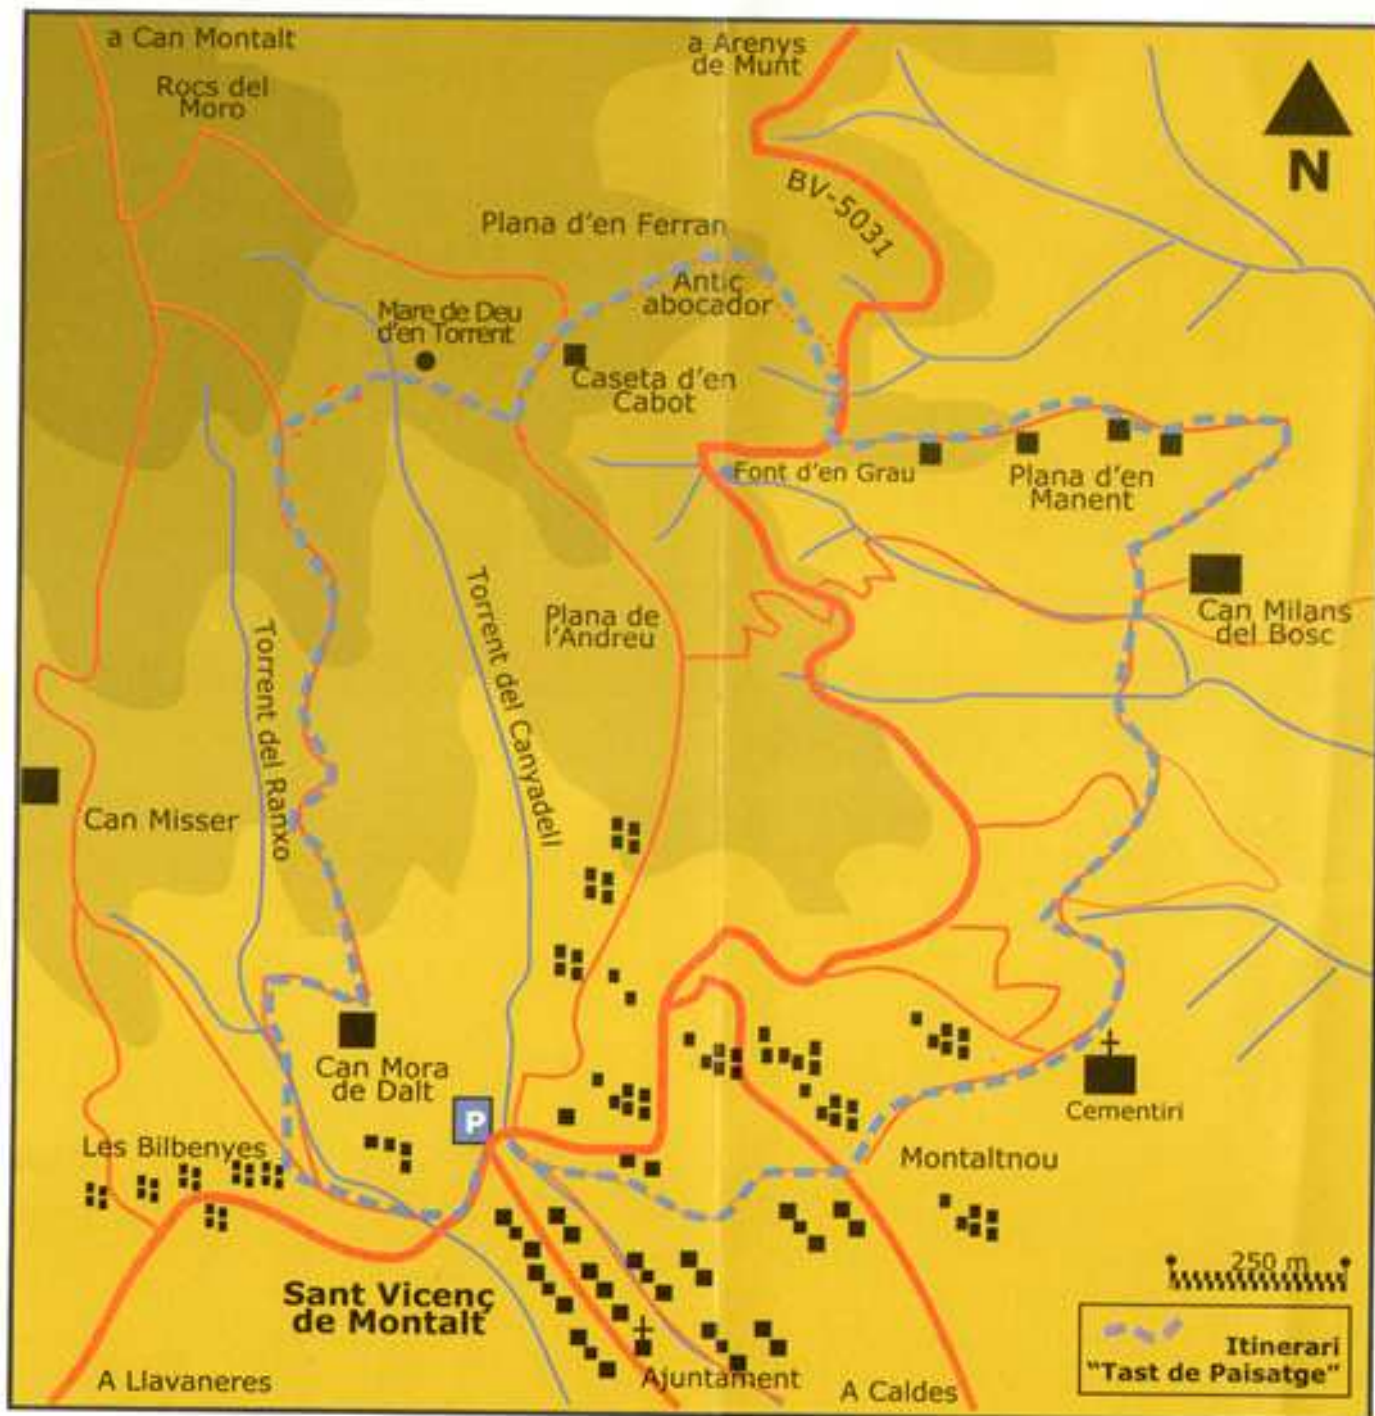 a Can Montalt
a Arenys
de Munt
Rocs del
Moro
N
BV-5031
Plana d'en Ferran
Antic
abocador
Mare de Deu
d'en Torrent
Caseta d'en
Cabot
Font d'en Grau
Plana d'en
Manent
Can Milans
del Bosc
Plana de
l'Andreu
Torrent del Canyadell
Torrent del Ranxo
Can Misser
Can Mora
de Dalt
P
Cementiri
Les Bilbenyes
Montaltnou
250 m
Sant Vicenç
de Montalt
Itinerari
"Tast de Paisatge"
A Llavaneres
Ajuntament
A Caldes